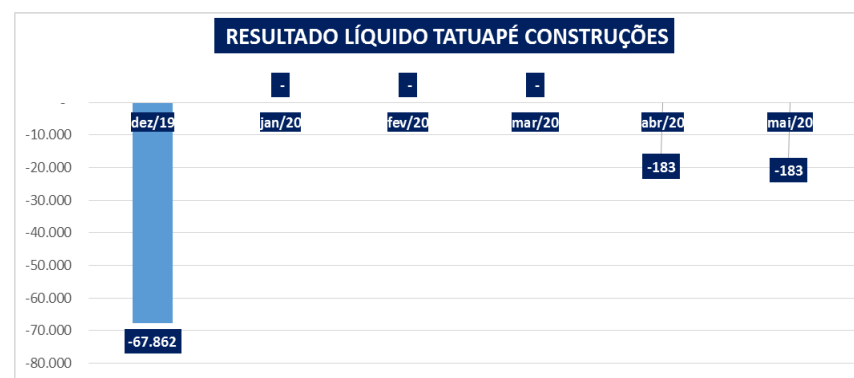 RESULTADO LÍQUIDO TATUAPÉ CONSTRUÇÕES
- - -
-
dez/19 jan/20 fev/20 mar/20 abr/20 mai/20
-10.000
-20.000 -183 -183
-30.000
-40.000
-50.000
-60.000
-70.000 -67.862
-80.000